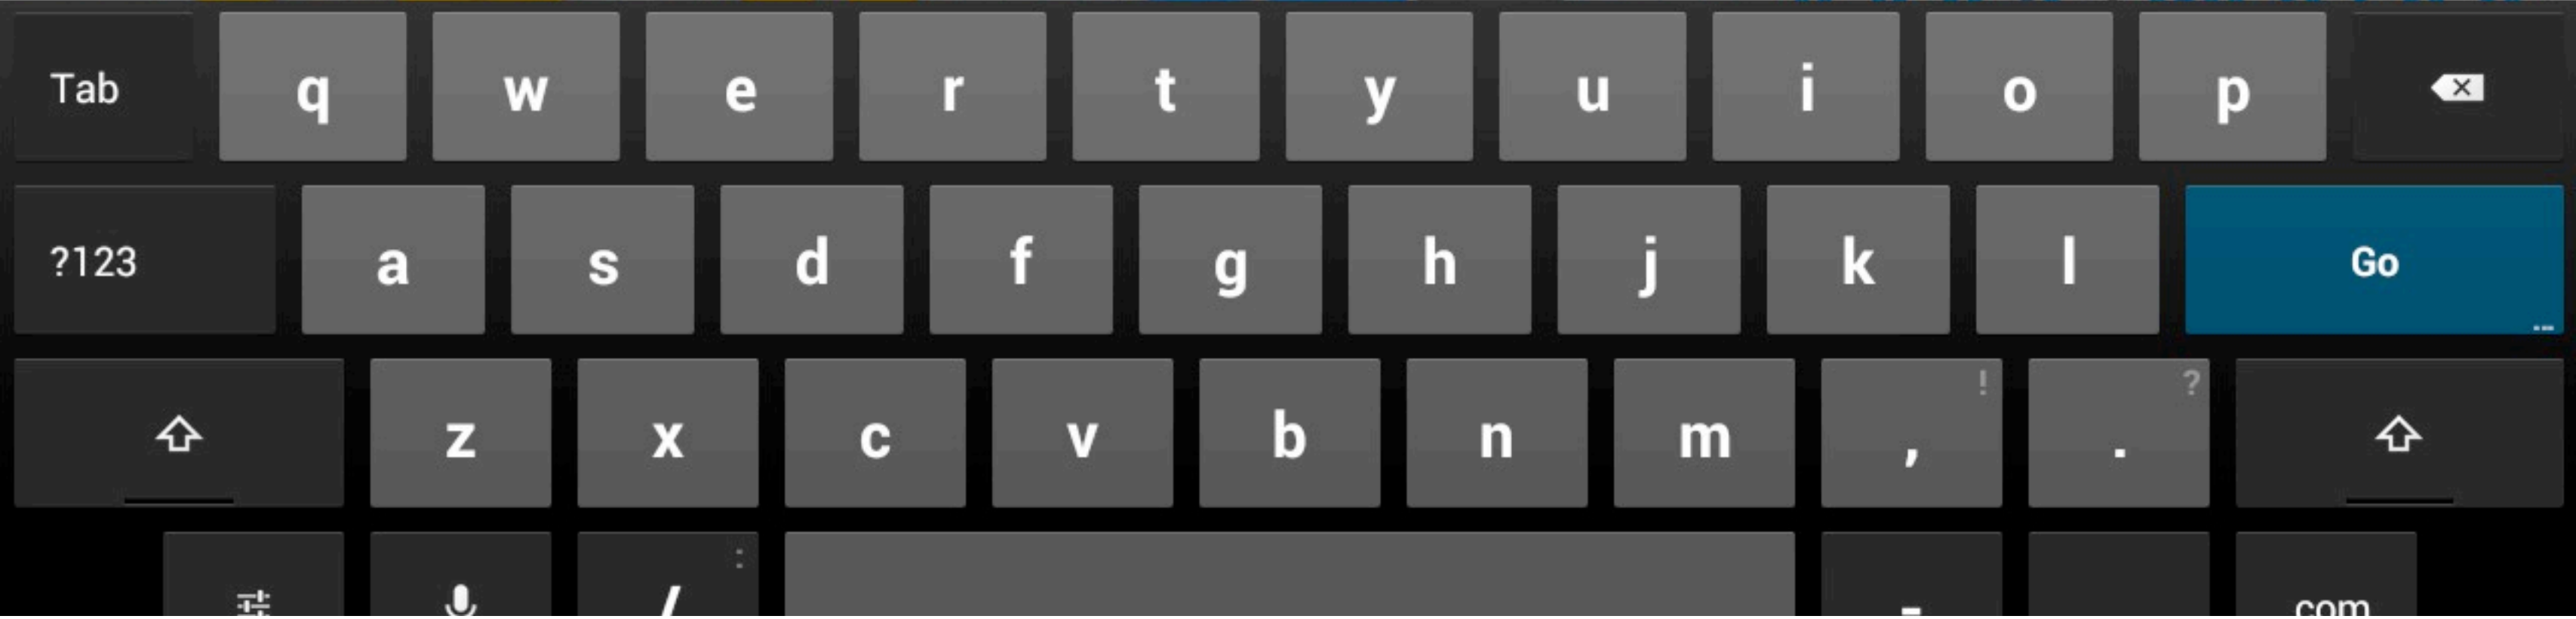 Tab q w e r t y u i o p
?123 a s d f g h j k l Go ...
z x c v b n m , ! . ?
/ : - com